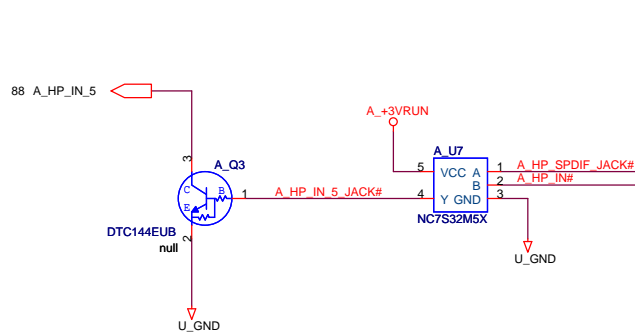 88 A_HP_IN_5
A_+3VRUN
3
A_Q3
A_U7
C
B
E
1
A_HP_IN_5_JACK#
5
4
VCC A
B
Y GND
1
2
3
A_HP_SPDIF_JACK#
A_HP_IN#
NC7S32M5X
DTC144EUB
null
2
U_GND
U_GND